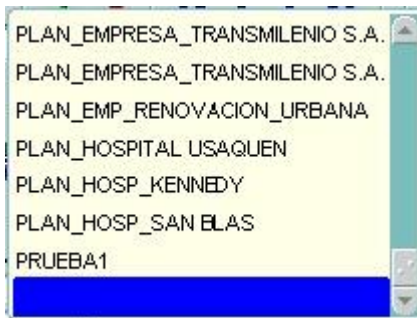 PLAN_EMPRESA_TRANSMILENIO S.A.
PLAN_EMPRESA_TRANSMILENIO S.A.
PLAN_EMP_RENOVACION_URBANA
PLAN_HOSPITAL USAQUEN
PLAN_HOSP_KENNEDY
PLAN_HOSP_SAN BLAS
PRUEBA1